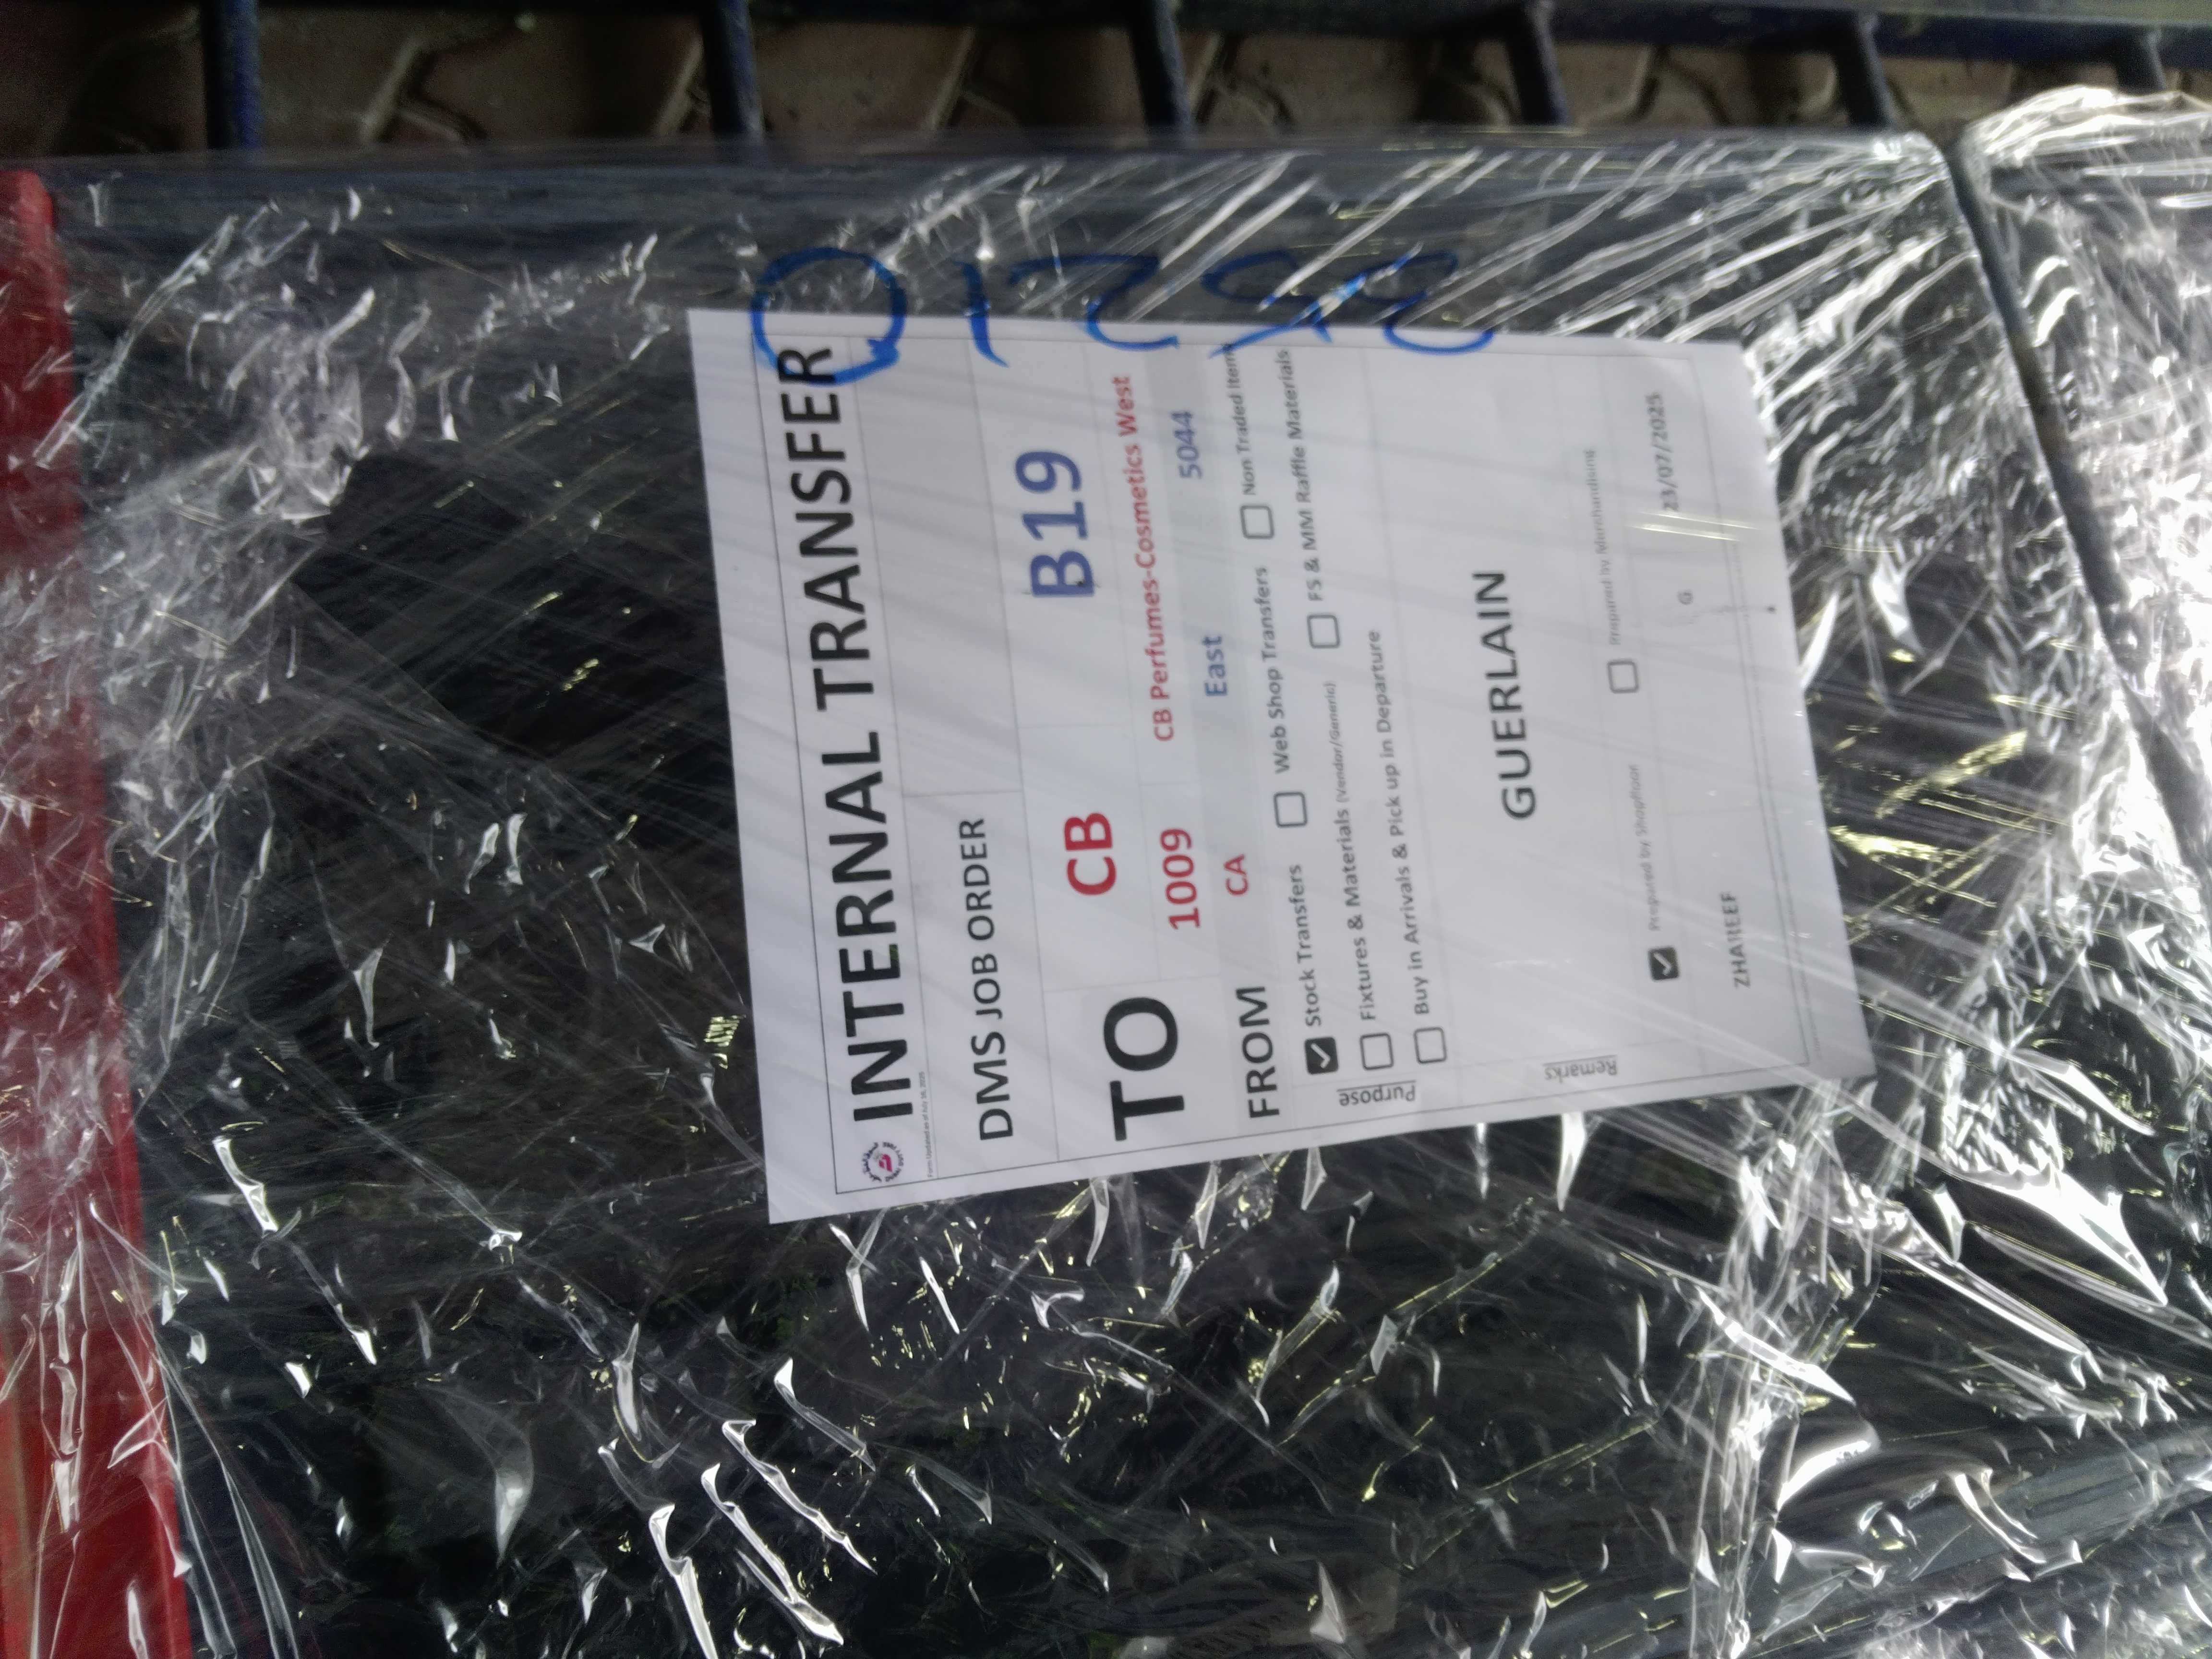 INTERNAL TRANSFER
DMS JOB ORDER
TO CB B19
1009 CB Perfumes-Cosmetics West
FROM CA East 5044
Purpose
Stock Transfers Web Shop Transfers Non Traded Items
Fixtures & Materials (Vendor/Generic) FS & MM Raffle Materials
Buy in Arrivals & Pick up in Departure
GUERLAIN
Remarks
Prepared by Shopfloor Prepared by Merchandising
ZHAREEF G 23/07/2025